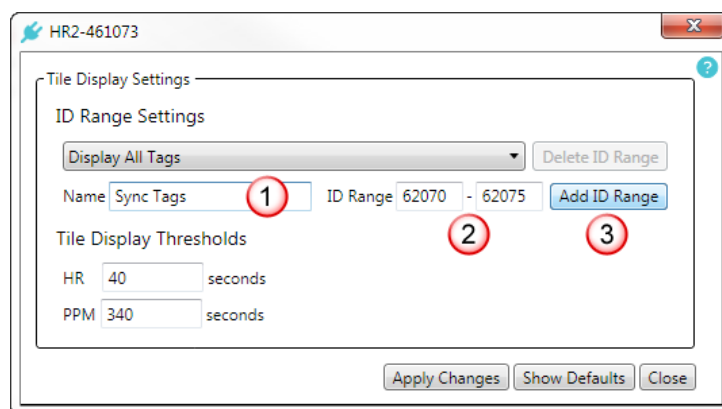 HR2-461073
x
?
Tile Display Settings
ID Range Settings
Display All Tags Delete ID Range
Name Sync Tags 1 ID Range 62070 - 62075 Add ID Range
2 3
Tile Display Thresholds
HR 40 seconds
PPM 340 seconds
Apply Changes Show Defaults Close